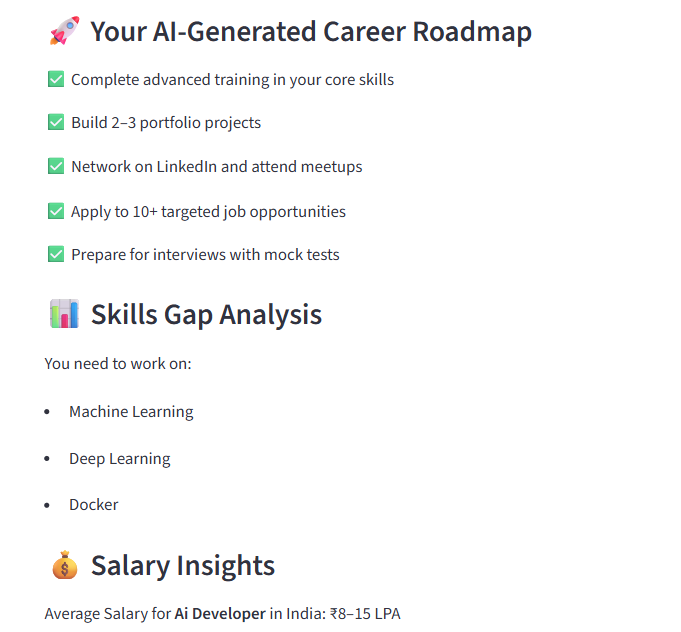 🚀 Your AI-Generated Career Roadmap
✅ Complete advanced training in your core skills
✅ Build 2–3 portfolio projects
✅ Network on LinkedIn and attend meetups
✅ Apply to 10+ targeted job opportunities
✅ Prepare for interviews with mock tests
📊 Skills Gap Analysis
You need to work on:
• Machine Learning
• Deep Learning
• Docker
💰 Salary Insights
Average Salary for Ai Developer in India: ₹8–15 LPA